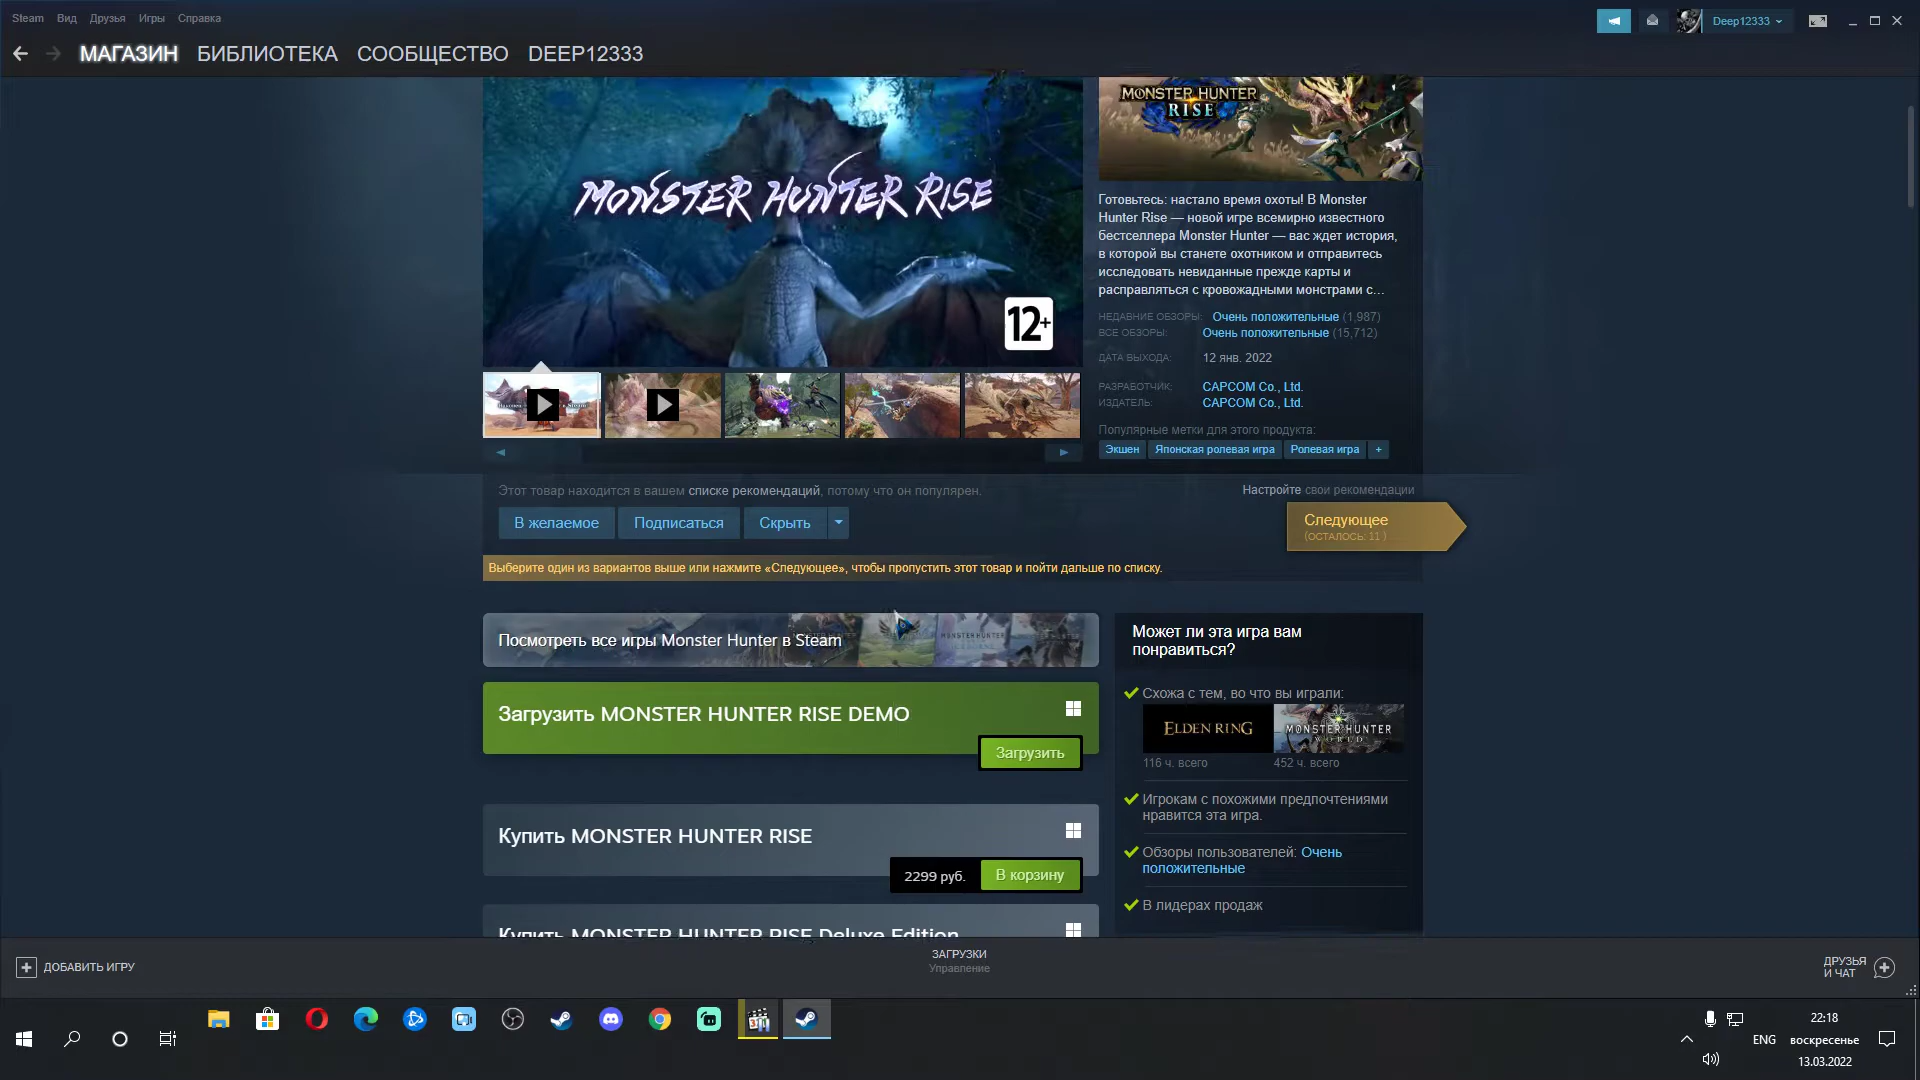 Steam Вид Друзья Игры Справка
Deep12333
МАГАЗИН БИБЛИОТЕКА СООБЩЕСТВО DEEP12333
MONSTER HUNTER RISE
12+
MONSTER HUNTER
RISE
Готовьтесь: настало время охоты! В Monster
Hunter Rise — новой игре всемирно известного
бестселлера Monster Hunter — вас ждет история,
в которой вы станете охотником и отправитесь
исследовать невиданные прежде карты и
расправляться с кровожадными монстрами с...
НЕДАВНИЕ ОБЗОРЫ: Очень положительные (1,987)
ВСЕ ОБЗОРЫ: Очень положительные (15,712)
ДАТА ВЫХОДА: 12 янв. 2022
РАЗРАБОТЧИК: CAPCOM Co., Ltd.
ИЗДАТЕЛЬ: CAPCOM Co., Ltd.
Популярные метки для этого продукта:
Экшен Японская ролевая игра Ролевая игра +
Этот товар находится в вашем списке рекомендаций, потому что он популярен.
Настройте свои рекомендации
В желаемое Подписаться Скрыть
Следующее
(ОСТАЛОСЬ: 11 )
Выберите один из вариантов выше или нажмите «Следующее», чтобы пропустить этот товар и пойти дальше по списку.
Посмотреть все игры Monster Hunter в Steam
Загрузить MONSTER HUNTER RISE DEMO
Загрузить
Купить MONSTER HUNTER RISE
2299 руб. В корзину
Купить MONSTER HUNTER RISE Deluxe Edition
Может ли эта игра вам
понравиться?
Схожа с тем, во что вы играли:
ELDEN RING
MONSTER HUNTER
WORLD
116 ч. всего 452 ч. всего
Игрокам с похожими предпочтениями
нравится эта игра.
Обзоры пользователей: Очень
положительные
В лидерах продаж
ДОБАВИТЬ ИГРУ
ЗАГРУЗКИ
Управление
ДРУЗЬЯ
И ЧАТ
ENG
22:18
воскресенье
13.03.2022